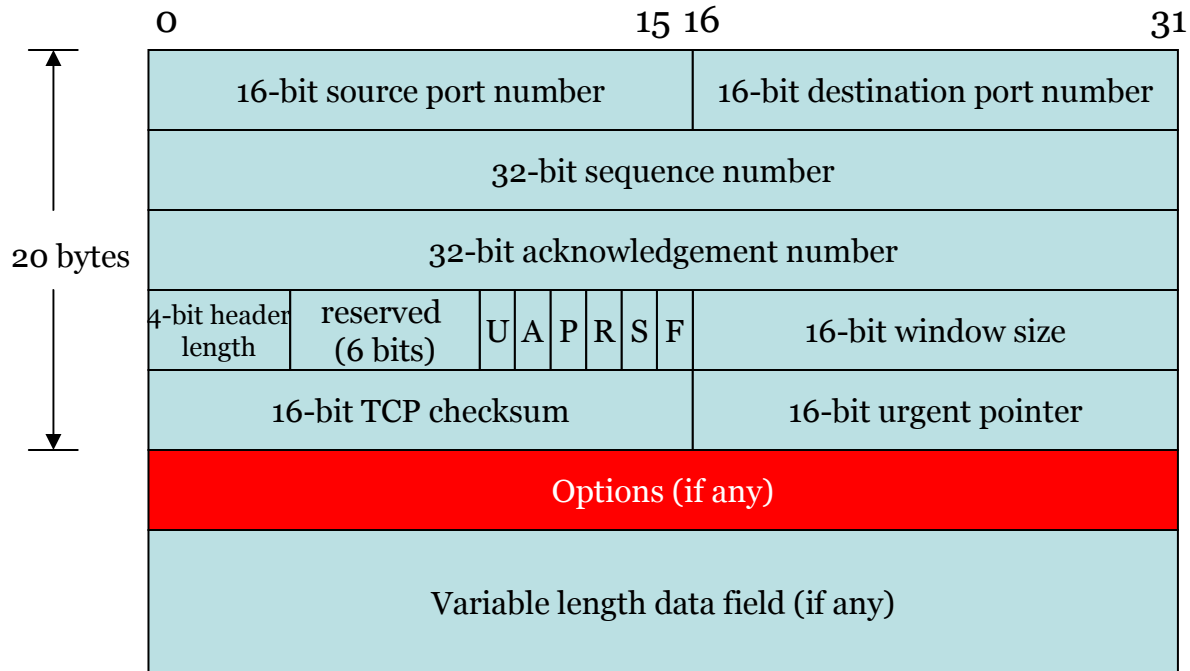 0 15 16 31
16-bit source port number
16-bit destination port number
32-bit sequence number
20 bytes
32-bit acknowledgement number
4-bit header
length
reserved
(6 bits)
U A P R S F
16-bit window size
16-bit TCP checksum
16-bit urgent pointer
Options (if any)
Variable length data field (if any)